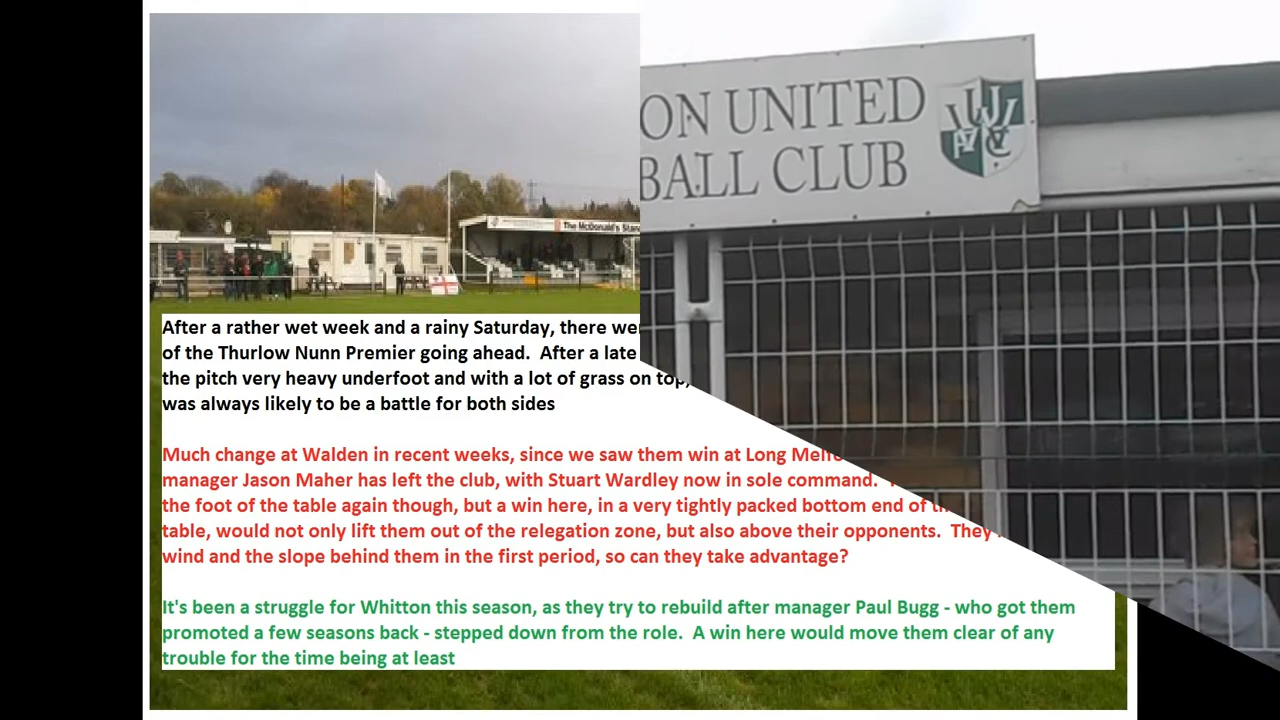 ON UNITED
BALL CLUB
The McDonald's Stand
After a rather wet week and a rainy Saturday, there
of the Thurlow Nunn Premier going ahead.  After a late
the pitch very heavy underfoot and with a lot of grass on top,
was always likely to be a battle for both sides
Much change at Walden in recent weeks, since we saw them win at Long
manager Jason Maher has left the club, with Stuart Wardley now in sole command.
the foot of the table again though, but a win here, in a very tightly packed bottom end of
table, would not only lift them out of the relegation zone, but also above their opponents.  They
wind and the slope behind them in the first period, so can they take advantage?
It's been a struggle for Whitton this season, as they try to rebuild after manager Paul Bugg - who got them
promoted a few seasons back - stepped down from the role.  A win here would move them clear of any
trouble for the time being at least